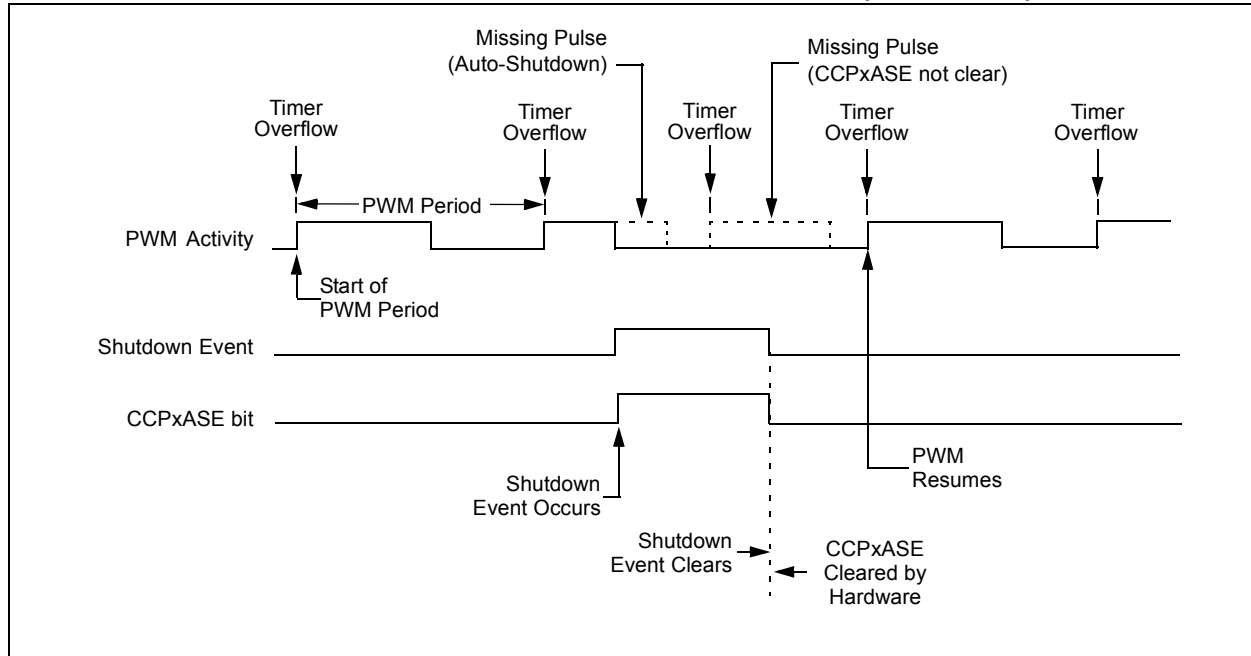 Missing Pulse
(Auto-Shutdown)
Missing Pulse
(CCPxASE not clear)
Timer
Overflow
Timer
Overflow
Timer
Overflow
Timer
Overflow
Timer
Overflow
PWM Period
PWM Activity
Start of
PWM Period
Shutdown Event
CCPxASE bit
Shutdown
Event Occurs
PWM
Resumes
Shutdown
Event Clears
CCPxASE
Cleared by
Hardware